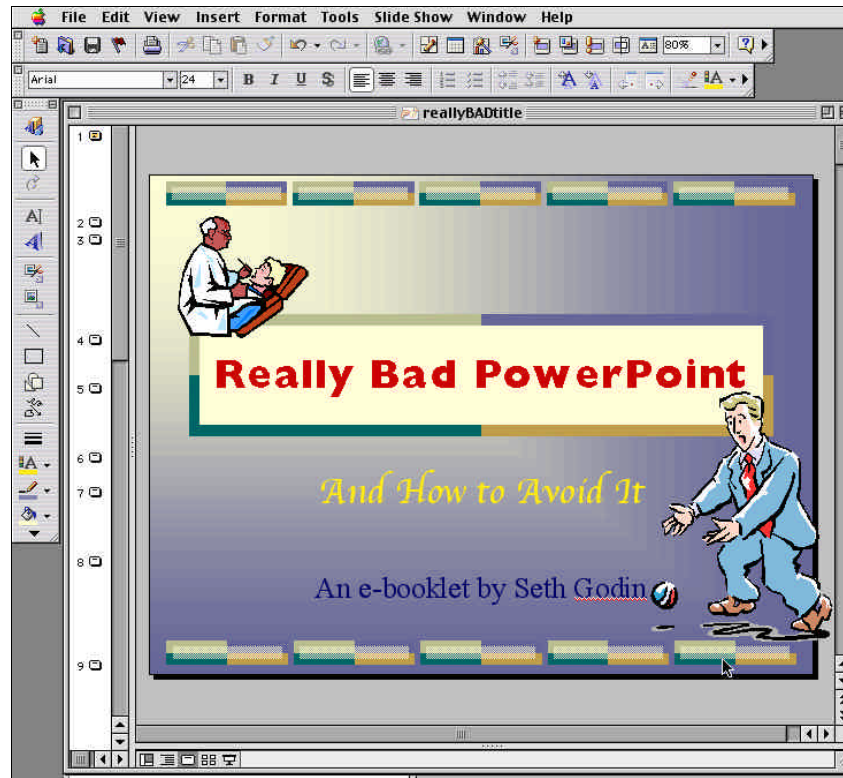 File Edit View Insert Format Tools Slide Show Window Help
80%
Arial 24 B I U S
reallyBADtitle
1
2
3
4
5
6
7
8
9
Really Bad PowerPoint
And How to Avoid It
An e-booklet by Seth Godin